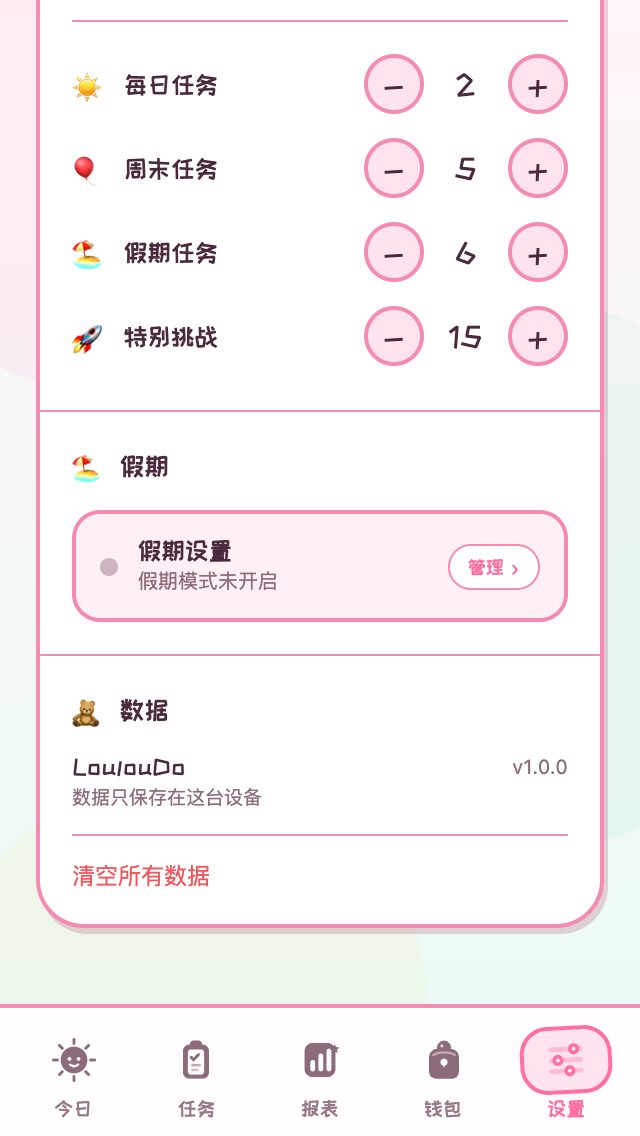 每日任务
− 2 +
周末任务
− 5 +
假期任务
− 6 +
特别挑战
− 15 +
假期
假期设置
假期模式未开启
管理 ›
数据
LoulouDo
v1.0.0
数据只保存在这台设备
清空所有数据
今日
任务
报表
钱包
设置